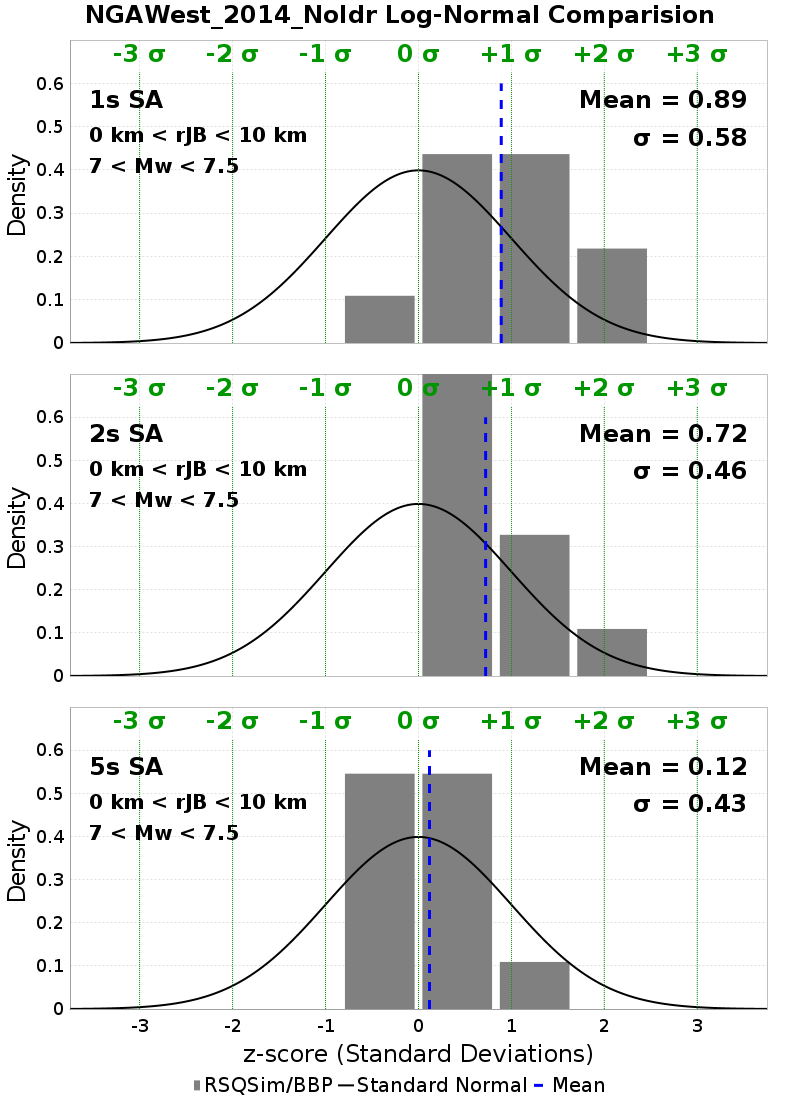 NGAWest_2014_NoIdr Log-Normal Comparision
-3 σ -2 σ -1 σ 0 σ +1 σ +2 σ +3 σ
1s SA
Mean = 0.89
0 km < rJB < 10 km
σ = 0.58
7 < Mw < 7.5
Density
0.6
0.5
0.4
0.3
0.2
0.1
0
-3 σ -2 σ -1 σ 0 σ +1 σ +2 σ +3 σ
2s SA
Mean = 0.72
0 km < rJB < 10 km
σ = 0.46
7 < Mw < 7.5
Density
0.6
0.5
0.4
0.3
0.2
0.1
0
-3 σ -2 σ -1 σ 0 σ +1 σ +2 σ +3 σ
5s SA
Mean = 0.12
0 km < rJB < 10 km
σ = 0.43
7 < Mw < 7.5
Density
0.6
0.5
0.4
0.3
0.2
0.1
0
-3 -2 -1 0 1 2 3
z-score (Standard Deviations)
RSQSim/BBP Standard Normal Mean